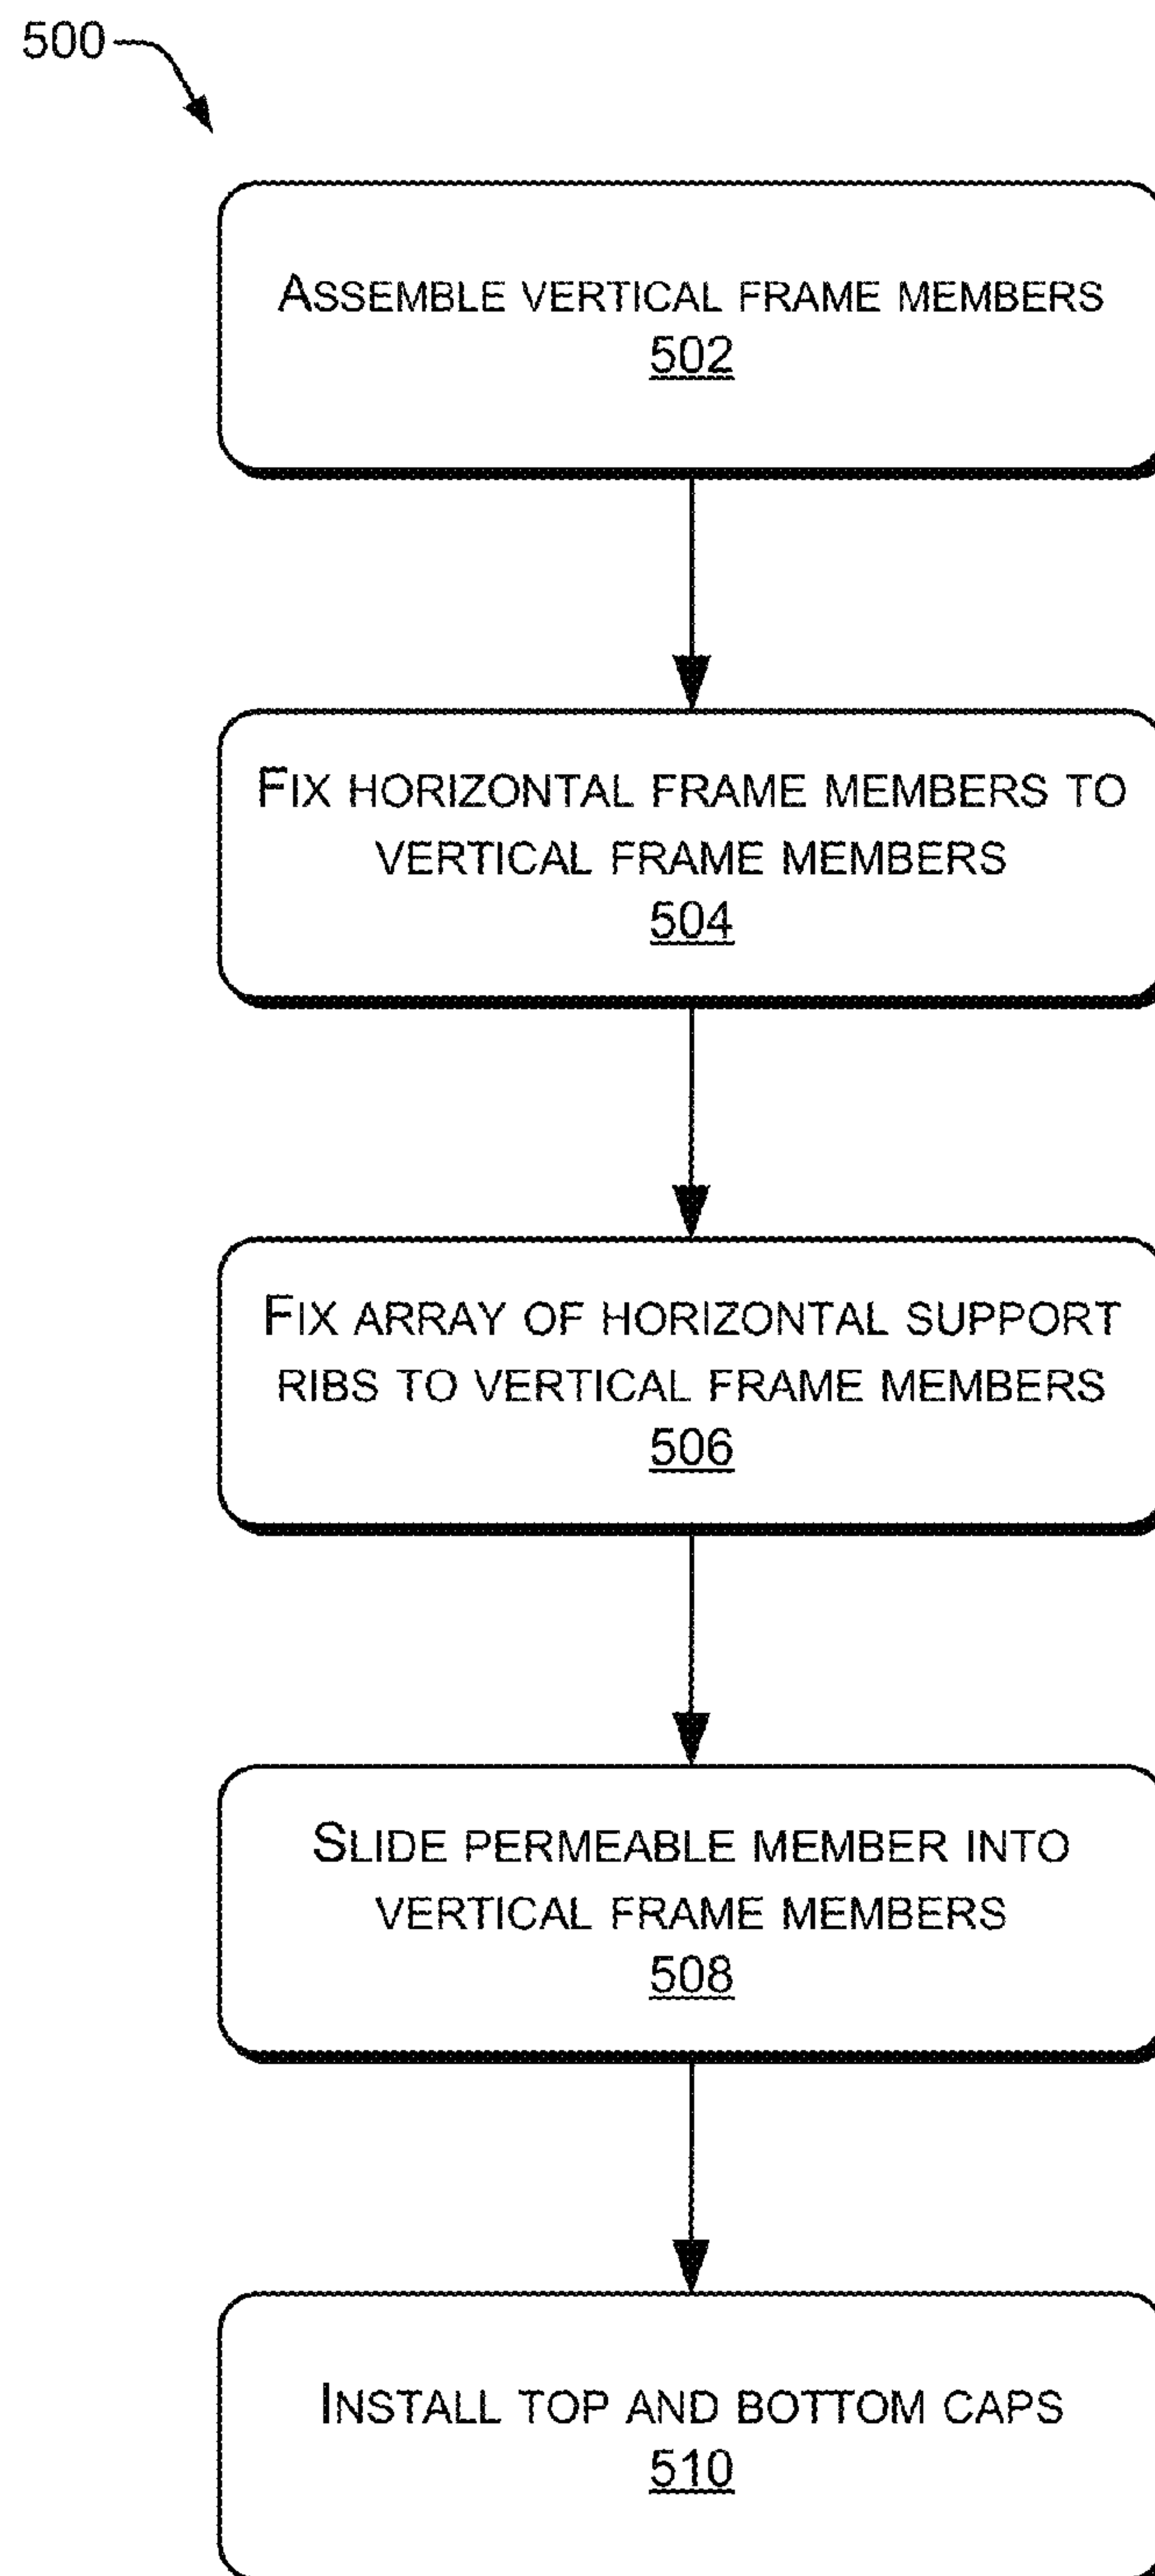 500
ASSEMBLE VERTICAL FRAME MEMBERS
502
FIX HORIZONTAL FRAME MEMBERS TO
VERTICAL FRAME MEMBERS
504
FIX ARRAY OF HORIZONTAL SUPPORT
RIBS TO VERTICAL FRAME MEMBERS
506
SLIDE PERMEABLE MEMBER INTO
VERTICAL FRAME MEMBERS
508
INSTALL TOP AND BOTTOM CAPS
510